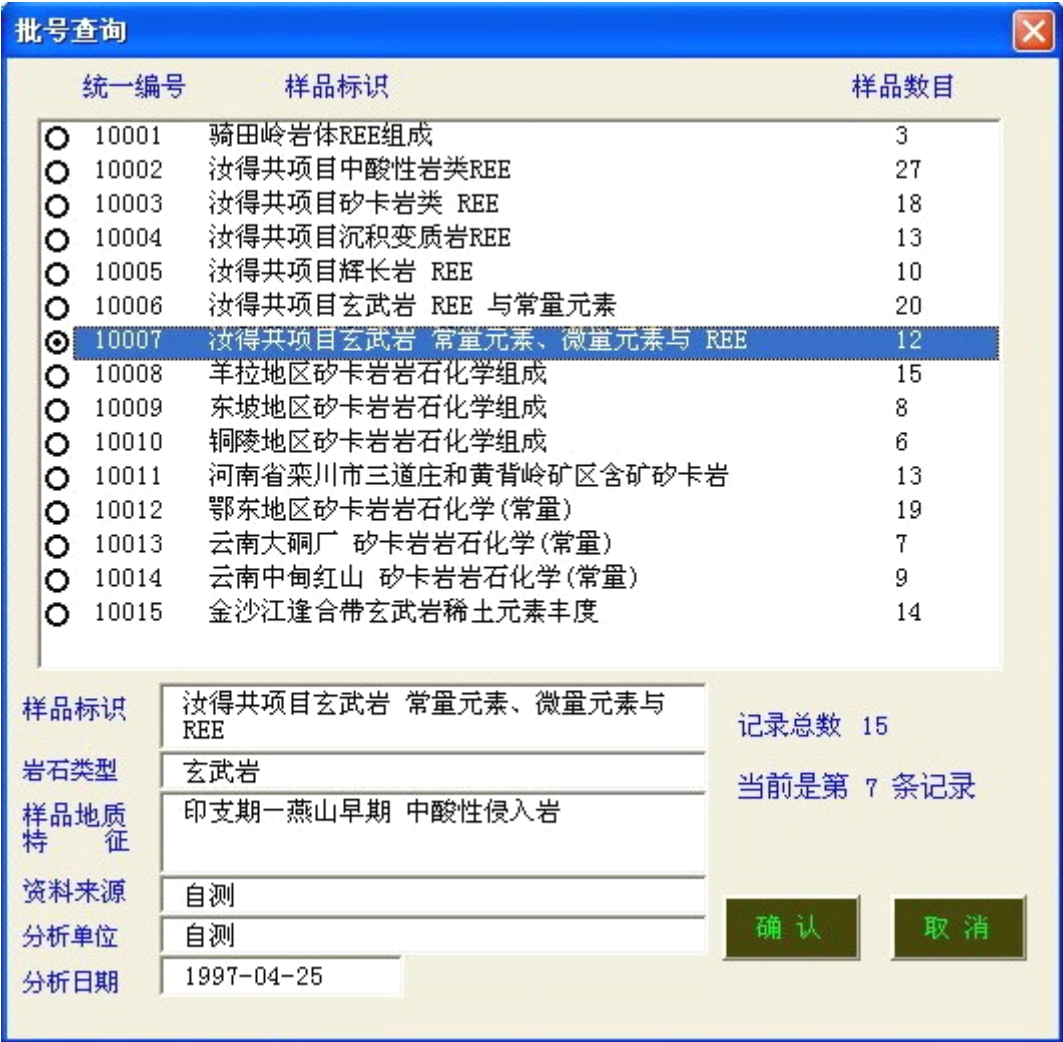 批号查询
统一编号 样品标识 样品数目
10001 骑田岭岩体REE组成 3
10002 汝得共项目中酸性岩类REE 27
10003 汝得共项目矽卡岩类 REE 18
10004 汝得共项目沉积变质岩REE 13
10005 汝得共项目辉长岩 REE 10
10006 汝得共项目玄武岩 REE 与常量元素 20
10007 汝得共项目玄武岩 常量元素、微量元素与 REE 12
10008 羊拉地区矽卡岩岩石化学组成 15
10009 东坡地区矽卡岩岩石化学组成 8
10010 铜陵地区矽卡岩岩石化学组成 6
10011 河南省栾川市三道庄和黄背岭矿区含矿矽卡岩 13
10012 鄂东地区矽卡岩岩石化学(常量) 19
10013 云南大硐厂 矽卡岩岩石化学(常量) 7
10014 云南中甸红山 矽卡岩岩石化学(常量) 9
10015 金沙江逢合带玄武岩稀土元素丰度 14
样品标识 汝得共项目玄武岩 常量元素、微量元素与
REE
记录总数 15
岩石类型 玄武岩
当前是第 7 条记录
样品地质
特 征
印支期—燕山早期 中酸性侵入岩
资料来源 自测
分析单位 自测
确 认 取 消
分析日期 1997-04-25